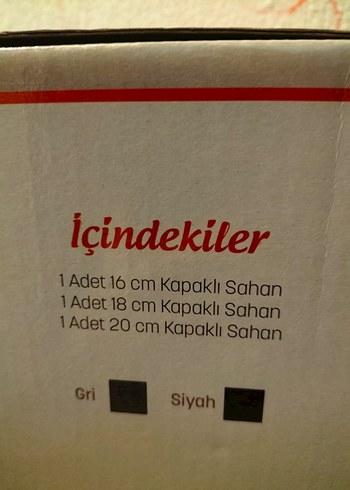 İçindekiler
1 Adet 16 cm Kapaklı Sahan
1 Adet 18 cm Kapaklı Sahan
1 Adet 20 cm Kapaklı Sahan
Gri Siyah